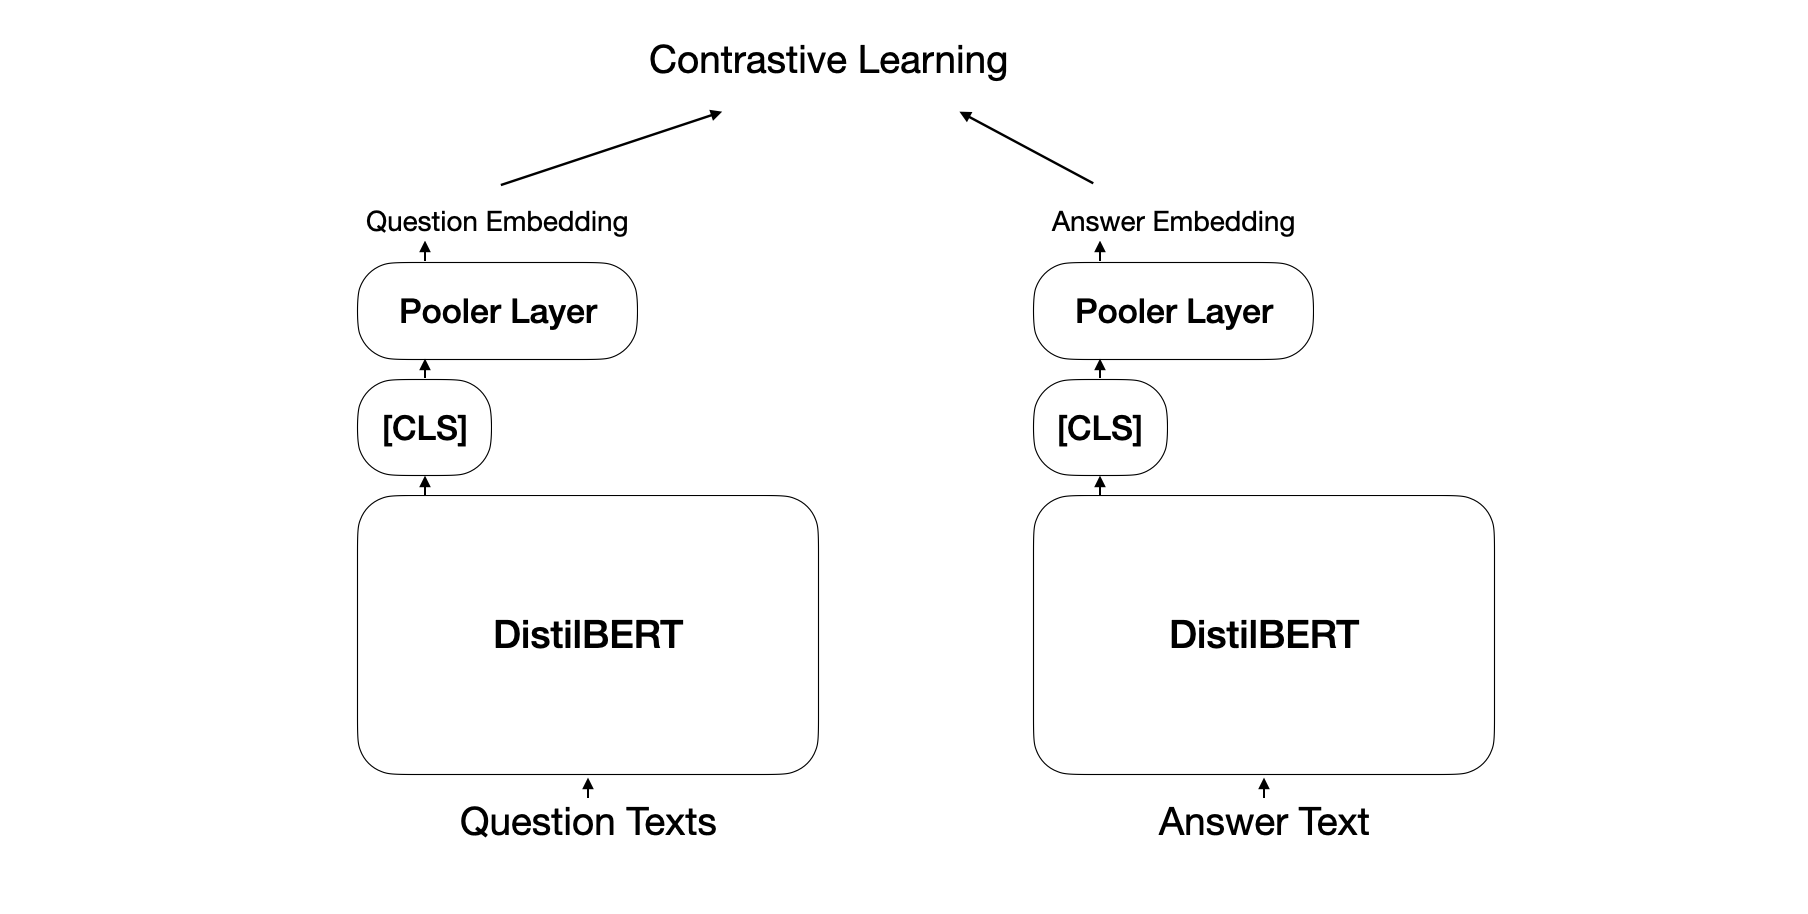 Contrastive Learning
Question Embedding
Answer Embedding
Pooler Layer
Pooler Layer
[CLS]
[CLS]
DistilBERT
DistilBERT
Question Texts
Answer Text